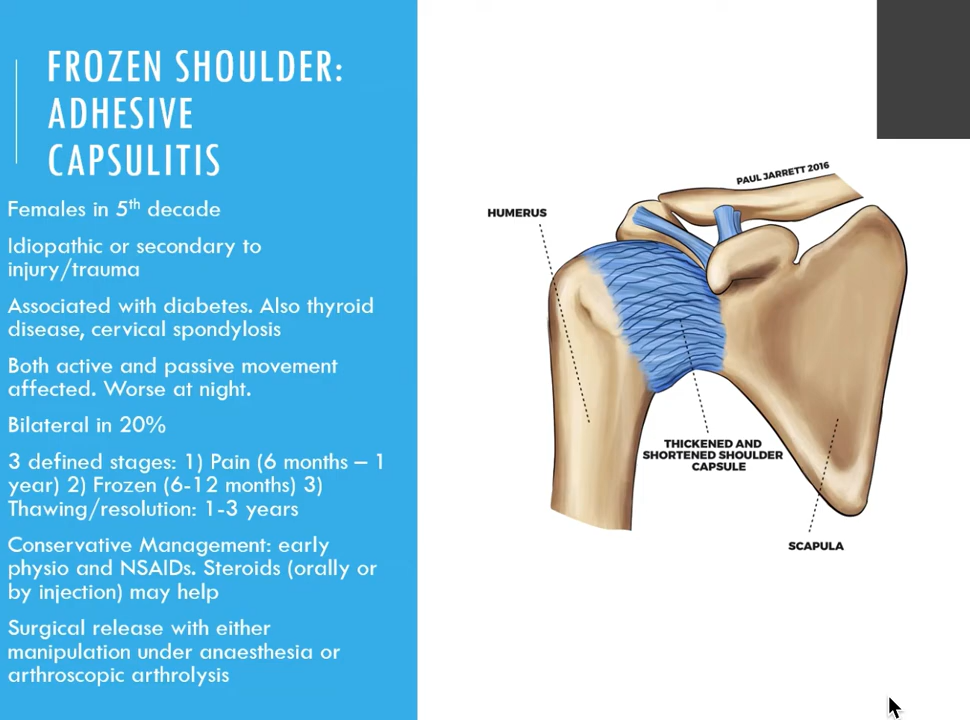 FROZEN SHOULDER:
ADHESIVE
CAPSULITIS
Females in 5th decade
Idiopathic or secondary to
injury/trauma
Associated with diabetes. Also thyroid
disease, cervical spondylosis
Both active and passive movement
affected. Worse at night.
Bilateral in 20%
3 defined stages: 1) Pain (6 months – 1
year) 2) Frozen (6-12 months) 3)
Thawing/resolution: 1-3 years
Conservative Management: early
physio and NSAIDs. Steroids (orally or
by injection) may help
Surgical release with either
manipulation under anaesthesia or
arthroscopic arthrolysis
PAUL JARRETT 2016
HUMERUS
THICKENED AND
SHORTENED SHOULDER
CAPSULE
SCAPULA